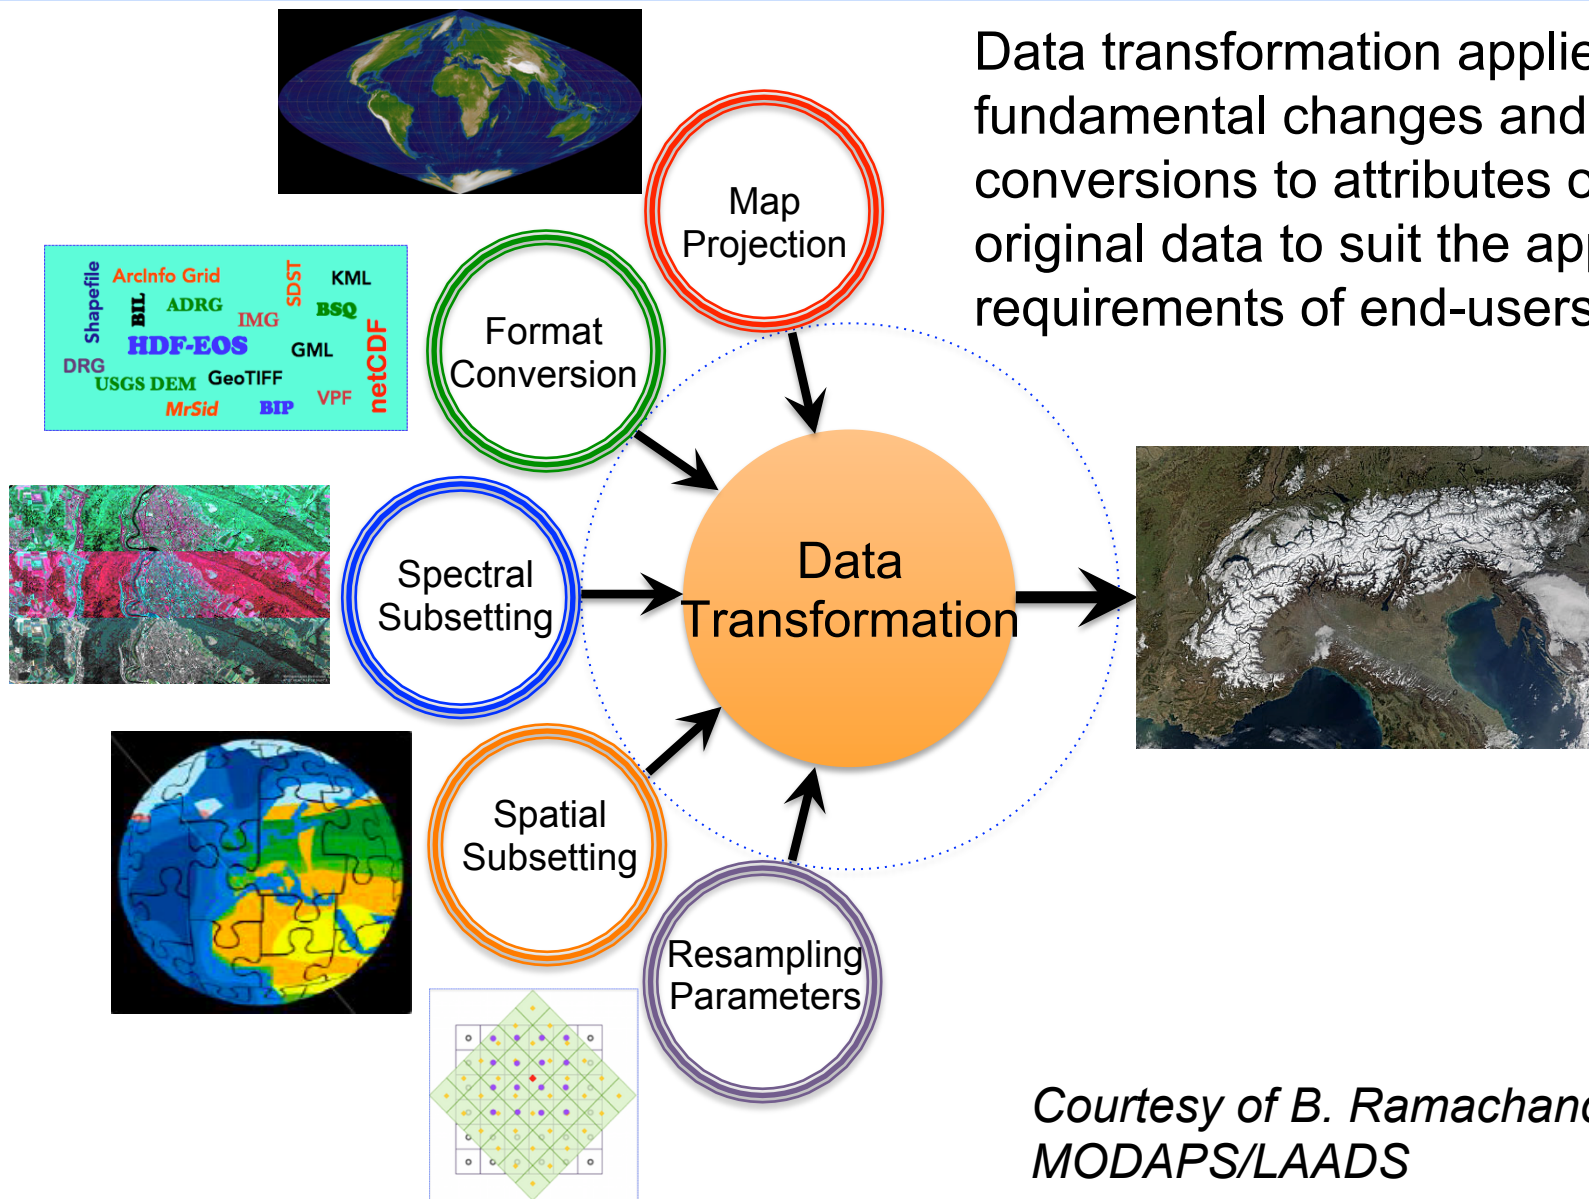 Data transformation applie
fundamental changes and
conversions to attributes o
original data to suit the app
requirements of end-users
Map
Projection
Format
Conversion
Shapefile
ArcInfo Grid
SDST
KML
BIL
ADRG
IMG
BSQ
HDF-EOS
GML
netCDF
DRG
USGS DEM
GeoTIFF
MrSid
BIP
VPF
Spectral
Subsetting
Data
Transformation
Spatial
Subsetting
Resampling
Parameters
Courtesy of B. Ramachand
MODAPS/LAADS